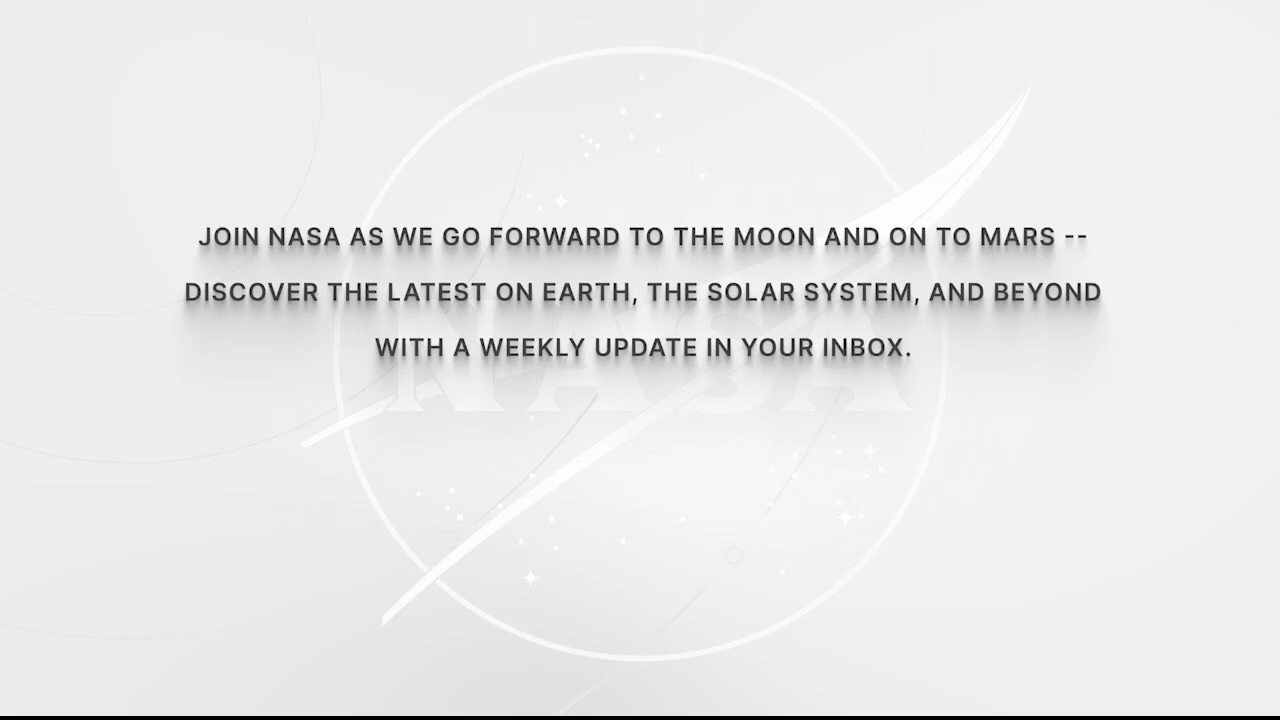 JOIN NASA AS WE GO FORWARD TO THE MOON AND ON TO MARS --
DISCOVER THE LATEST ON EARTH, THE SOLAR SYSTEM, AND BEYOND
WITH A WEEKLY UPDATE IN YOUR INBOX.
NASA